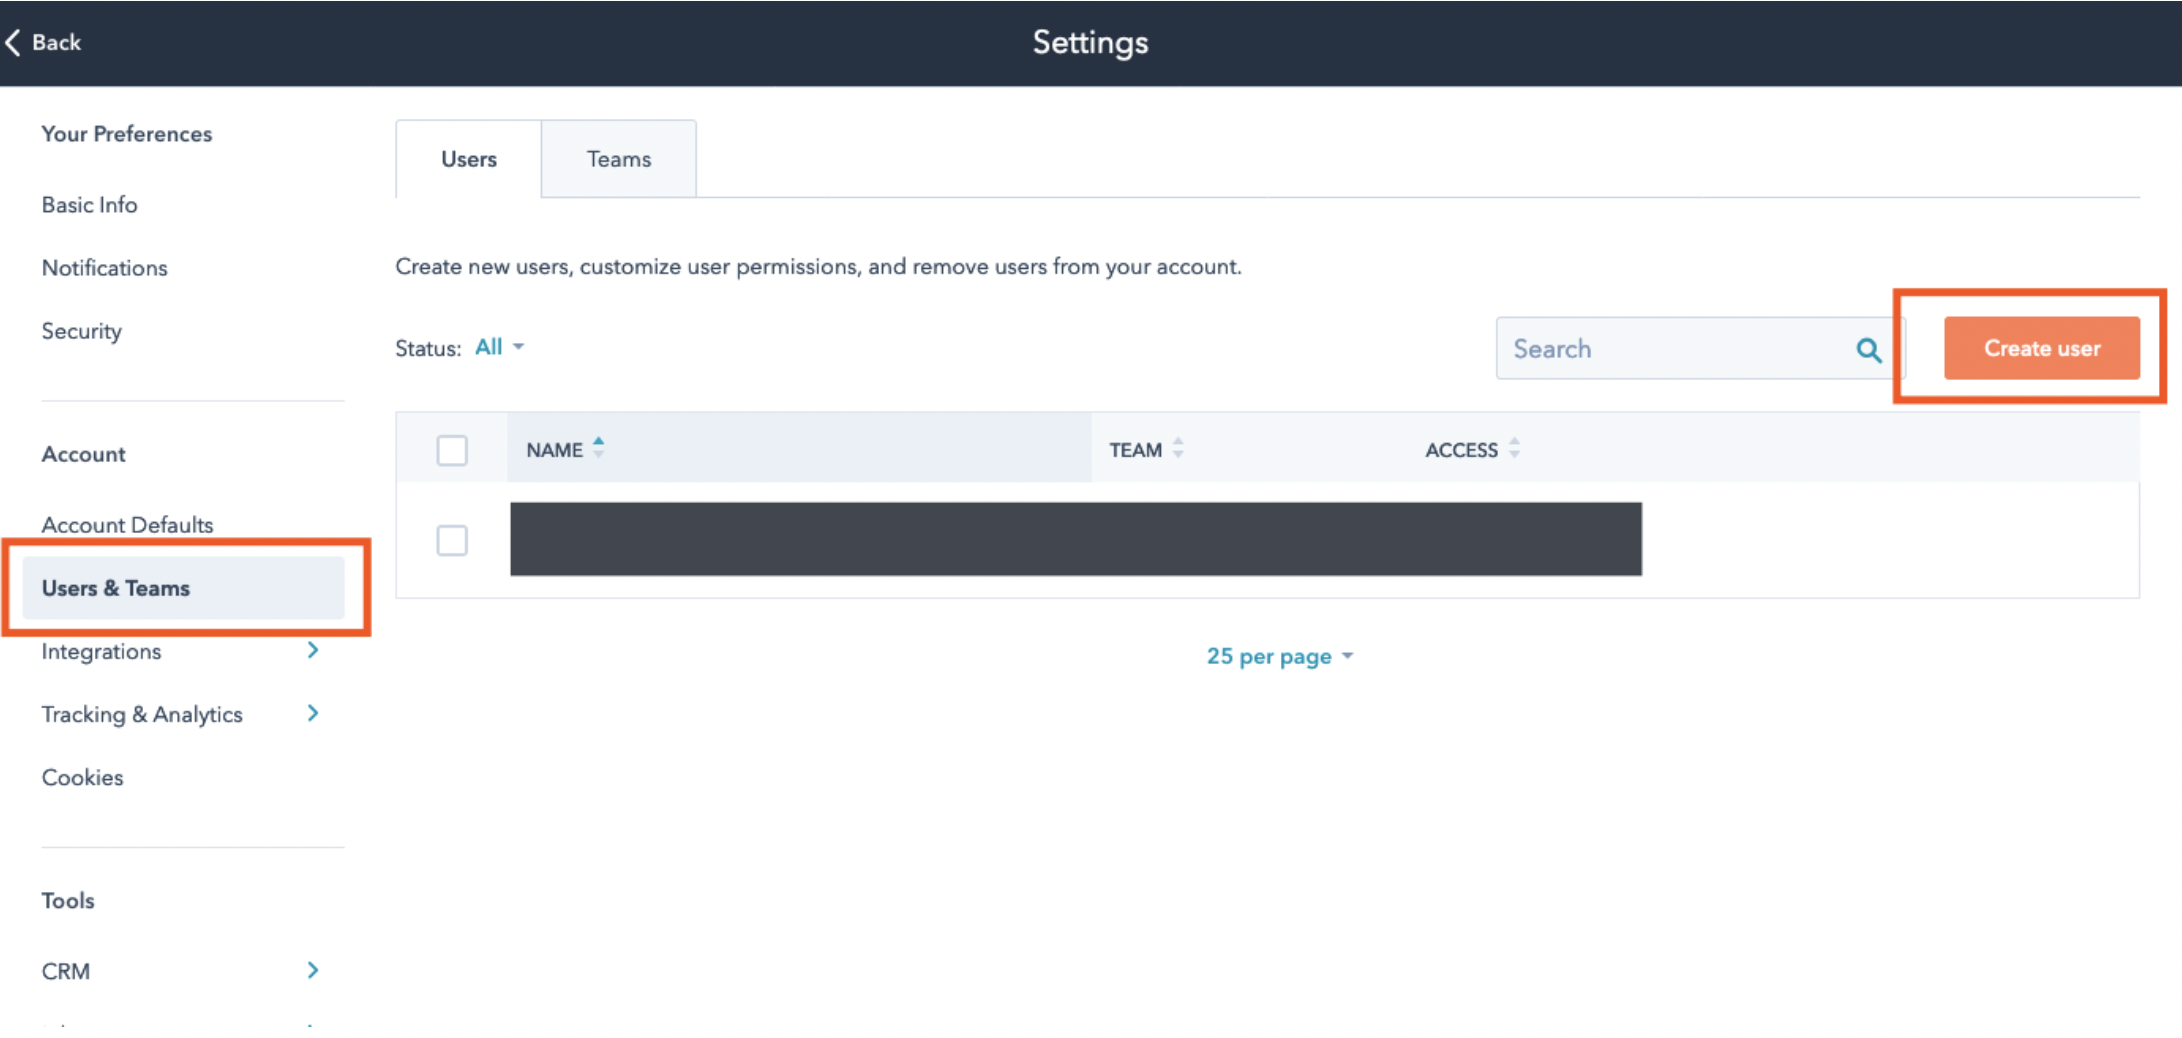 Back
Settings
Your Preferences
Basic Info
Notifications
Security
Account
Account Defaults
Users & Teams
Integrations
Tracking & Analytics
Cookies
Tools
CRM
Users
Teams
Create new users, customize user permissions, and remove users from your account.
Status: All
Search
Create user
NAME
TEAM
ACCESS
25 per page